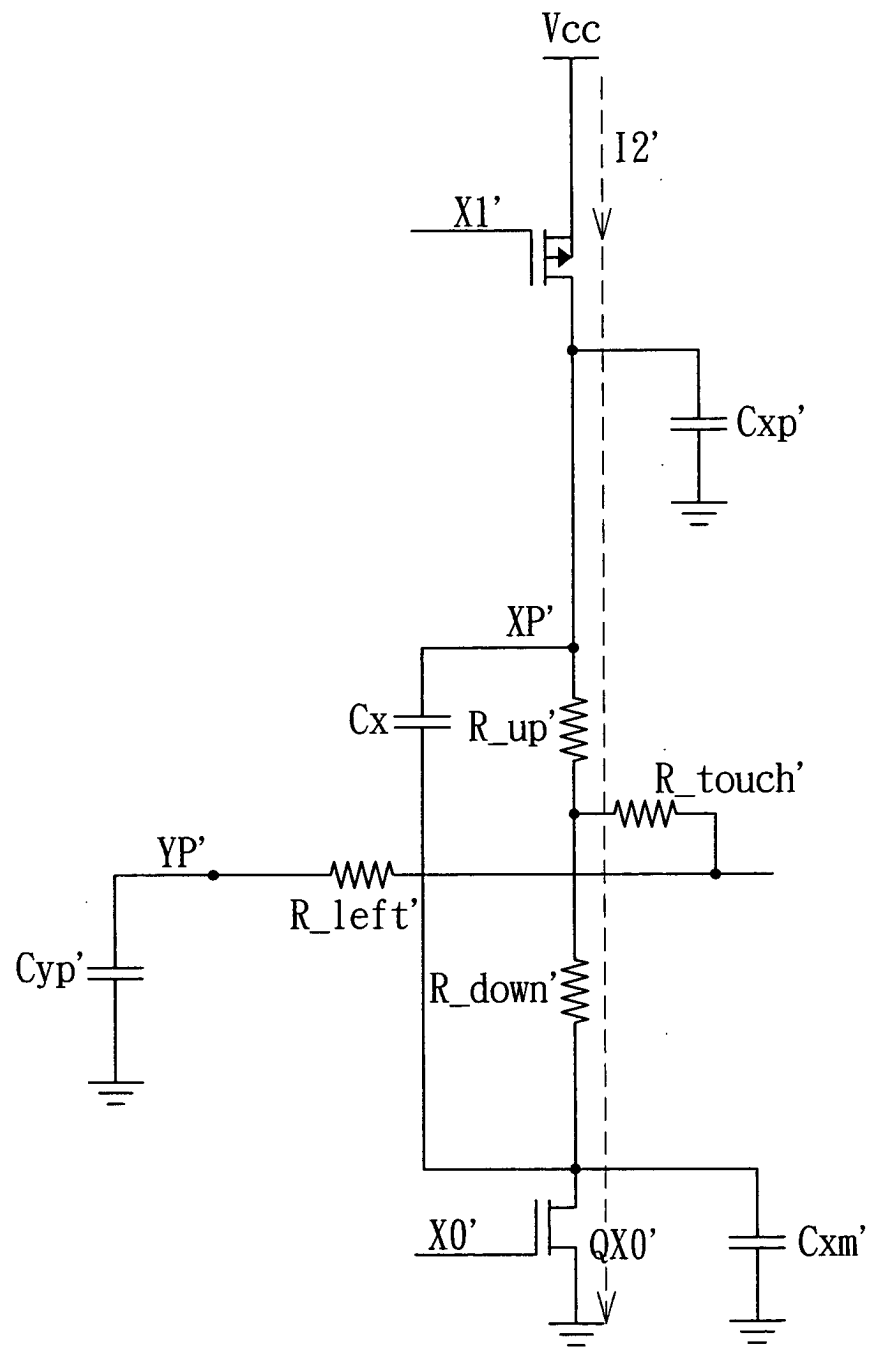 Vcc
I2'
X1'
Cxp'
XP'
Cx
R_up'
R_touch'
YP'
R_left'
Cyp'
R_down'
X0'
QX0'
Cxm'